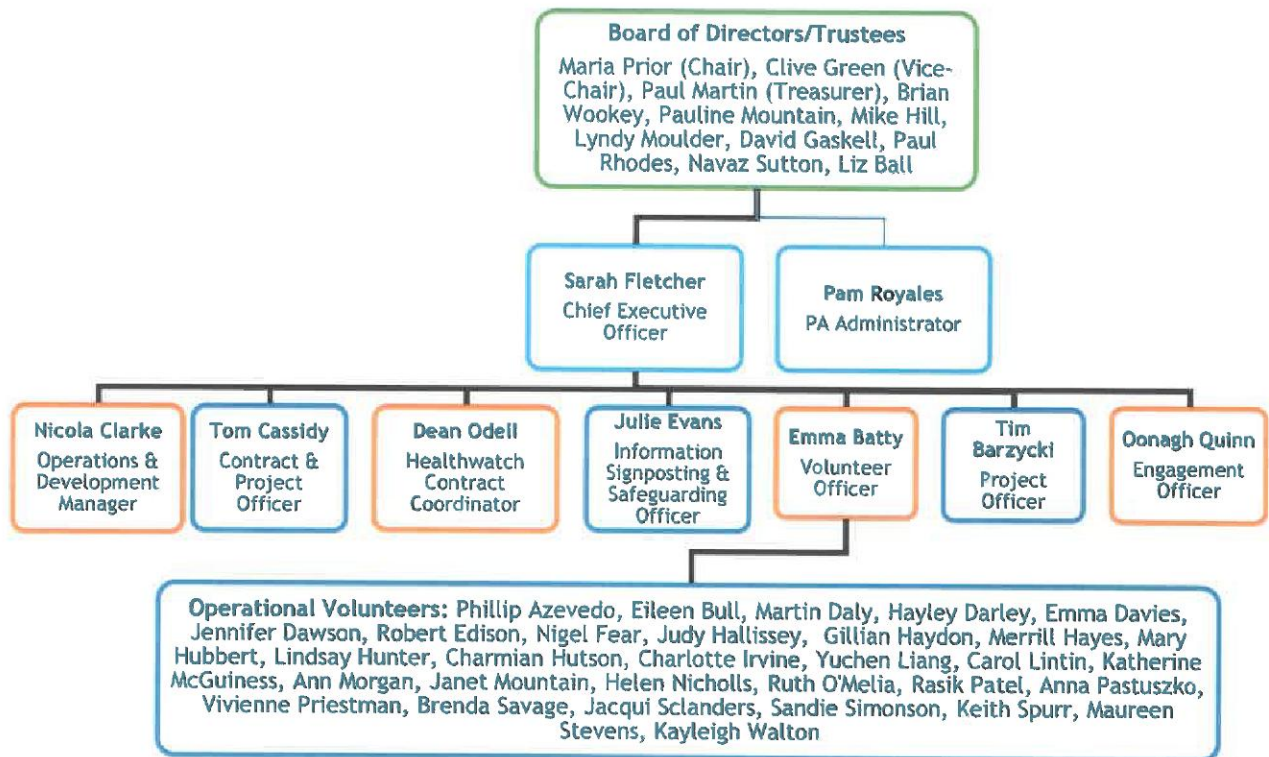 Board of Directors/Trustees
Maria Prior (Chair), Clive Green (Vice-
Chair), Paul Martin (Treasurer), Brian
Wookey, Pauline Mountain, Mike Hill,
Lyndy Moulder, David Gaskell, Paul
Rhodes, Navaz Sutton, Liz Ball
Sarah Fletcher
Chief Executive
Officer
Pam Royales
PA Administrator
Nicola Clarke
Operations &
Development
Manager
Tom Cassidy
Contract &
Project
Officer
Dean Odell
Healthwatch
Contract
Coordinator
Julie Evans
Information
Signposting &
Safeguarding
Officer
Emma Batty
Volunteer
Officer
Tim
Barzycki
Project
Officer
Oonagh Quinn
Engagement
Officer
Operational Volunteers: Phillip Azevedo, Eileen Bull, Martin Daly, Hayley Darley, Emma Davies,
Jennifer Dawson, Robert Edison, Nigel Fear, Judy Hallissey, Gillian Haydon, Merrill Hayes, Mary
Hubbert, Lindsay Hunter, Charmian Hutson, Charlotte Irvine, Yuchen Liang, Carol Lintin, Katherine
McGuiness, Ann Morgan, Janet Mountain, Helen Nicholls, Ruth O'Melia, Rasik Patel, Anna Pastuszko,
Vivienne Priestman, Brenda Savage, Jacqui Sclanders, Sandie Simonson, Keith Spurr, Maureen
Stevens, Kayleigh Walton